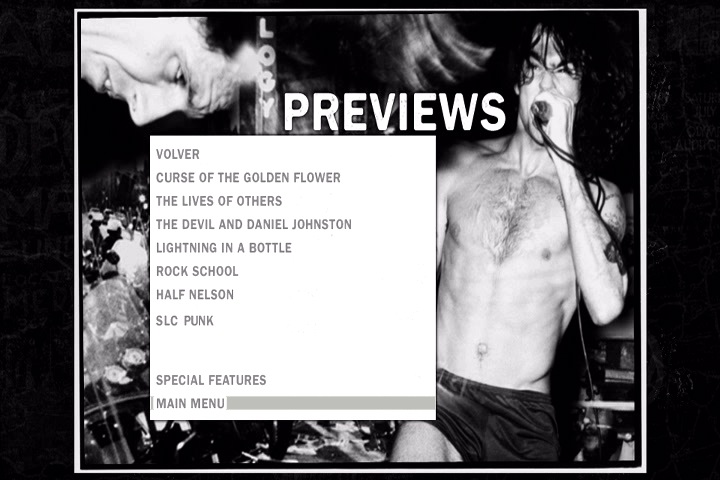 LOGY
PREVIEWS
VOLVER
CURSE OF THE GOLDEN FLOWER
THE LIVES OF OTHERS
THE DEVIL AND DANIEL JOHNSTON
LIGHTNING IN A BOTTLE
ROCK SCHOOL
HALF NELSON
SLC PUNK
SPECIAL FEATURES
MAIN MENU